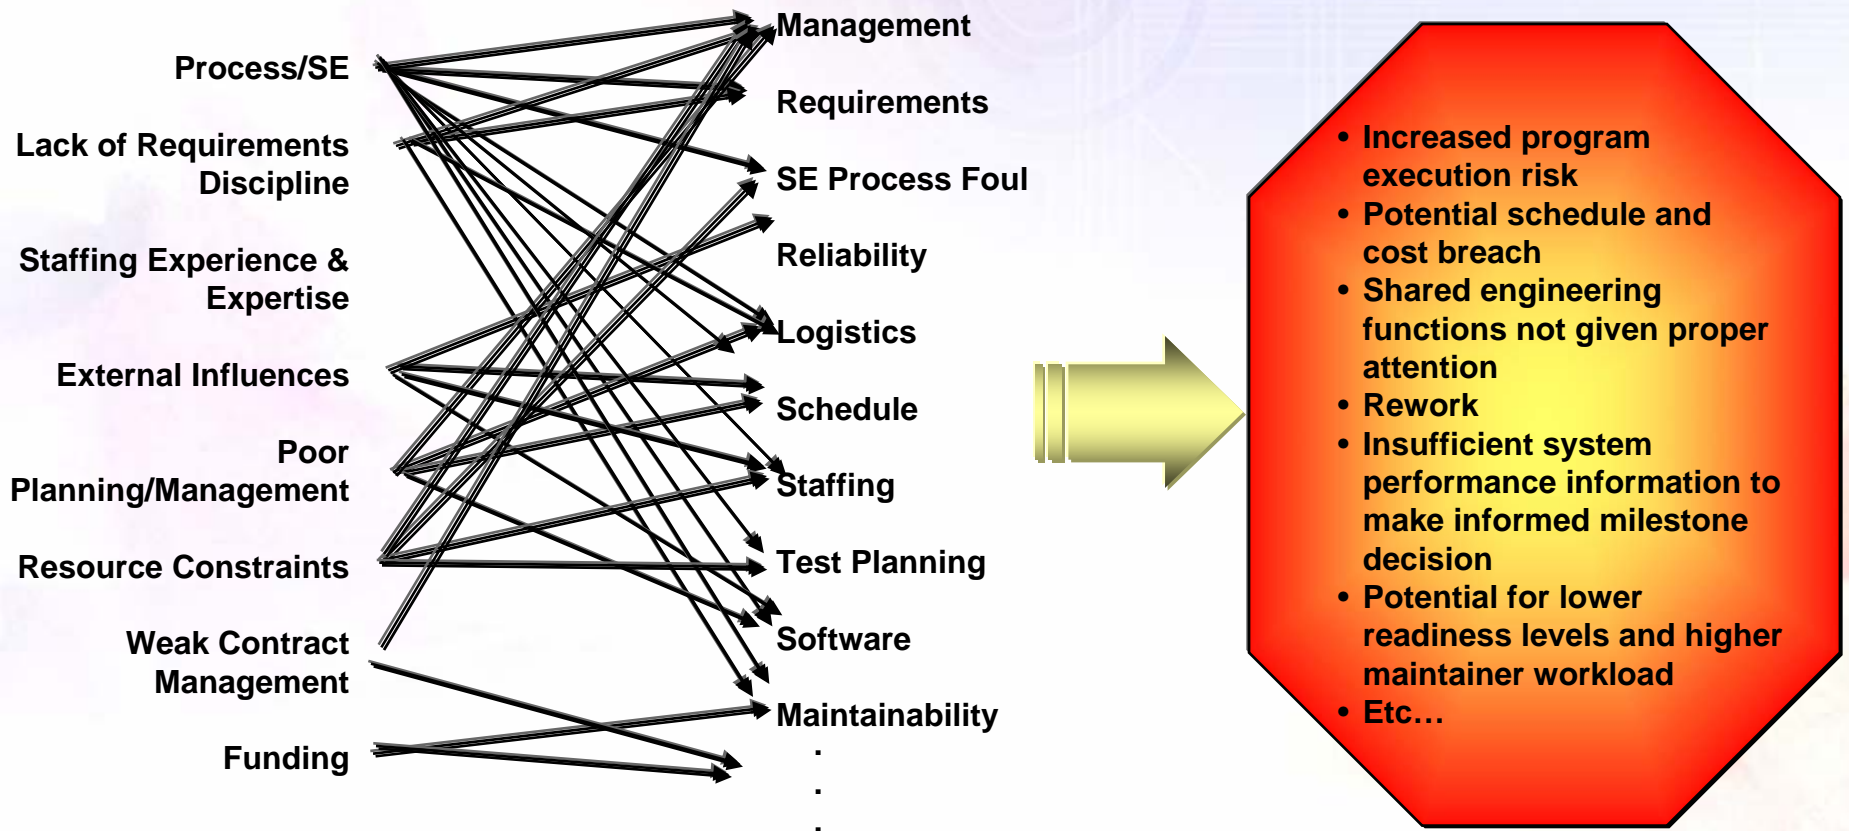 Process/SE
Lack of Requirements
Discipline
Staffing Experience &
Expertise
External Influences
Poor
Planning/Management
Resource Constraints
Weak Contract
Management
Funding
Management
Requirements
SE Process Foul
Reliability
Logistics
Schedule
Staffing
Test Planning
Software
Maintainability
.
.
.
• Increased program
execution risk
• Potential schedule and
cost breach
• Shared engineering
functions not given proper
attention
• Rework
• Insufficient system
performance information to
make informed milestone
decision
• Potential for lower
readiness levels and higher
maintainer workload
• Etc…